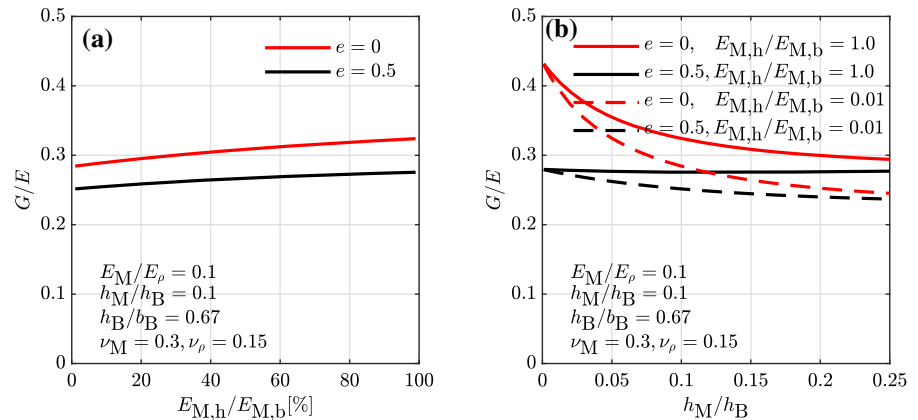 (a)
e = 0
e = 0.5
G/E
0.5
0.4
0.3
0.2
0.1
0
E_M/E_ρ = 0.1
h_M/h_B = 0.1
h_B/b_B = 0.67
ν_M = 0.3, ν_ρ = 0.15
0 20 40 60 80 100
E_M,h/E_M,b[%]
(b)
e = 0, E_M,h/E_M,b = 1.0
e = 0.5, E_M,h/E_M,b = 1.0
e = 0, E_M,h/E_M,b = 0.01
e = 0.5, E_M,h/E_M,b = 0.01
G/E
0.5
0.4
0.3
0.2
0.1
0
E_M/E_ρ = 0.1
h_M/h_B = 0.1
h_B/b_B = 0.67
ν_M = 0.3, ν_ρ = 0.15
0 0.05 0.1 0.15 0.2 0.25
h_M/h_B